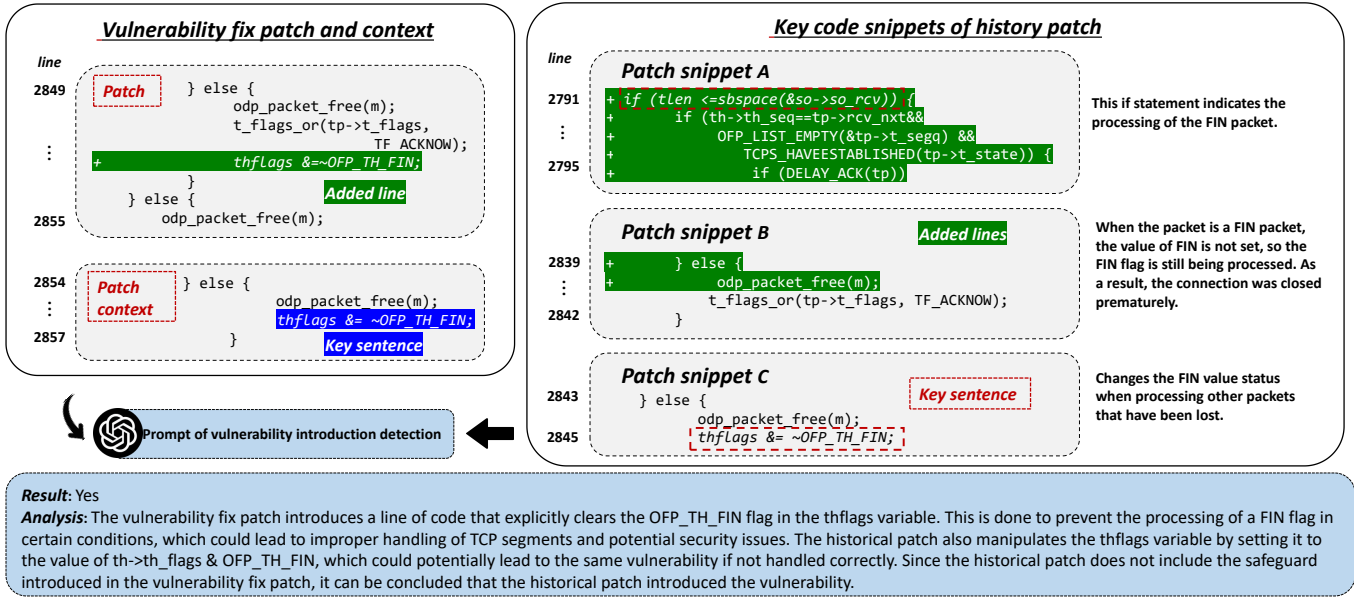 Vulnerability fix patch and context
line
2849
Patch
} else {
odp_packet_free(m);
t_flags_or(tp->t_flags,
TF_ACKNOW);
⋮
+ thflags &=~OFP_TH_FIN;
}
Added line
} else {
2855
odp_packet_free(m);
2854
Patch context
} else {
⋮
odp_packet_free(m);
thflags &= ~OFP_TH_FIN;
2857
}
Key sentence
Prompt of vulnerability introduction detection
Key code snippets of history patch
line
Patch snippet A
2791
+ if (tlen <=sbspace(&so->so_rcv)) {
+ if (th->th_seq==tp->rcv_nxt&&
⋮
+ OFP_LIST_EMPTY(&tp->t_segq) &&
+ TCPS_HAVEESTABLISHED(tp->t_state)) {
2795
+ if (DELAY_ACK(tp))
This if statement indicates the
processing of the FIN packet.
Patch snippet B
Added lines
2839
+ } else {
+ odp_packet_free(m);
⋮
t_flags_or(tp->t_flags, TF_ACKNOW);
2842
}
When the packet is a FIN packet,
the value of FIN is not set, so the
FIN flag is still being processed. As
a result, the connection was closed
prematurely.
Patch snippet C
Key sentence
2843
} else {
⋮
odp_packet_free(m);
2845
thflags &= ~OFP_TH_FIN;
Changes the FIN value status
when processing other packets
that have been lost.
Result: Yes
Analysis: The vulnerability fix patch introduces a line of code that explicitly clears the OFP_TH_FIN flag in the thflags variable. This is done to prevent the processing of a FIN flag in
certain conditions, which could lead to improper handling of TCP segments and potential security issues. The historical patch also manipulates the thflags variable by setting it to
the value of th->th_flags & OFP_TH_FIN, which could potentially lead to the same vulnerability if not handled correctly. Since the historical patch does not include the safeguard
introduced in the vulnerability fix patch, it can be concluded that the historical patch introduced the vulnerability.